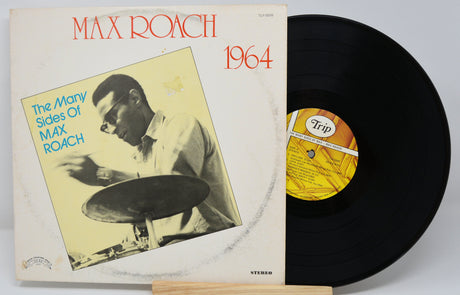 MAX ROACH
1964
The Many
Sides Of
MAX
ROACH
Trip
STEREO